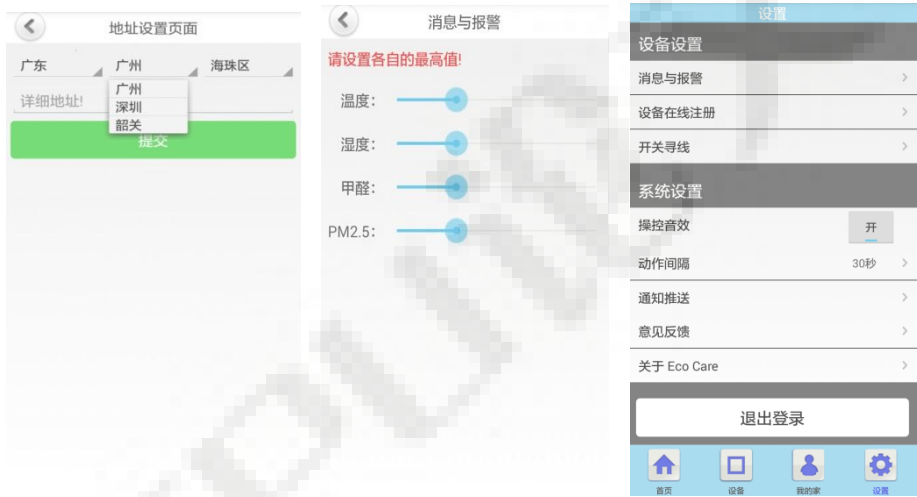 地址设置页面
广东 广州 海珠区
广州
详细地址!
深圳
韶关
提交
消息与报警
请设置各自的最高值!
温度:
湿度:
甲醛:
PM2.5:
设置
设备设置
消息与报警
设备在线注册
开关寻线
系统设置
操控音效 开
动作间隔 30秒
通知推送
意见反馈
关于 Eco Care
退出登录
首页 设备 我的家 设置